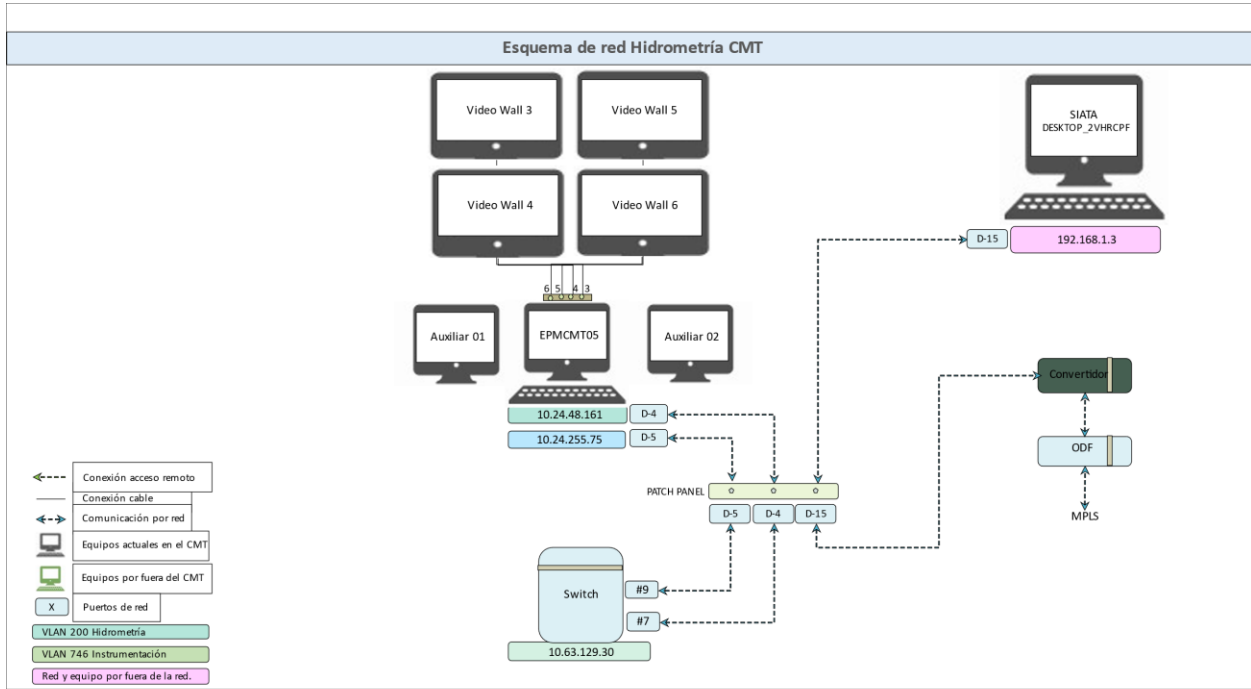 Esquema de red Hidrometría CMT
Video Wall 3
Video Wall 5
SIATA
DESKTOP_2VHRCPF
Video Wall 4
Video Wall 6
D-15
192.168.1.3
6 5 4 3
Auxiliar 01
EPMCMT05
Auxiliar 02
Convertidor
10.24.48.161
D-4
10.24.255.75
D-5
ODF
Conexión acceso remoto
Conexión cable
Comunicación por red
Equipos actuales en el CMT
Equipos por fuera del CMT
X
Puertos de red
VLAN 200 Hidrometría
VLAN 746 Instrumentación
Red y equipo por fuera de la red.
PATCH PANEL
D-5
D-4
D-15
MPLS
Switch
#9
#7
10.63.129.30